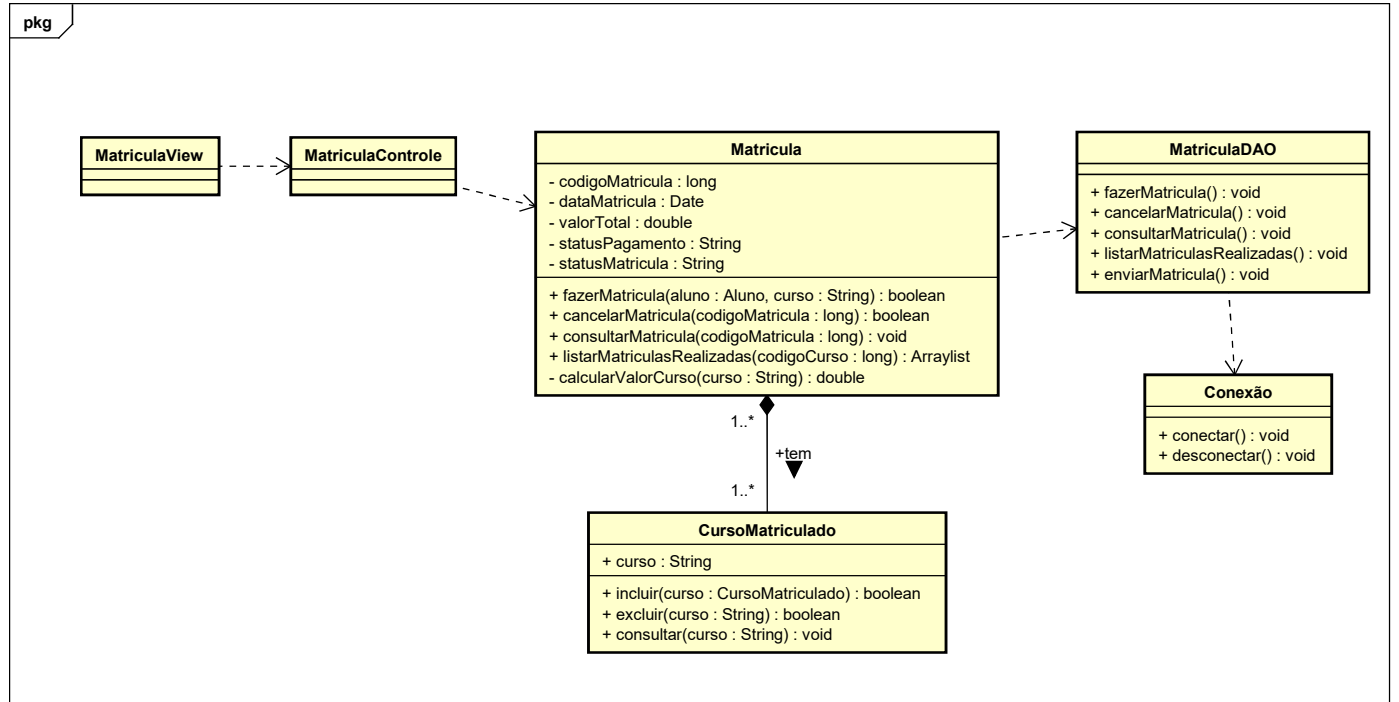 pkg
MatriculaView
MatriculaControle
Matricula
- codigoMatricula : long
- dataMatricula : Date
- valorTotal : double
- statusPagamento : String
- statusMatricula : String
+ fazerMatricula(aluno : Aluno, curso : String) : boolean
+ cancelarMatricula(codigoMatricula : long) : boolean
+ consultarMatricula(codigoMatricula : long) : void
+ listarMatriculasRealizadas(codigoCurso : long) : Arraylist
- calcularValorCurso(curso : String) : double
MatriculaDAO
+ fazerMatricula() : void
+ cancelarMatricula() : void
+ consultarMatricula() : void
+ listarMatriculasRealizadas() : void
+ enviarMatricula() : void
Conexão
+ conectar() : void
+ desconectar() : void
1..*
+tem
1..*
CursoMatriculado
+ curso : String
+ incluir(curso : CursoMatriculado) : boolean
+ excluir(curso : String) : boolean
+ consultar(curso : String) : void